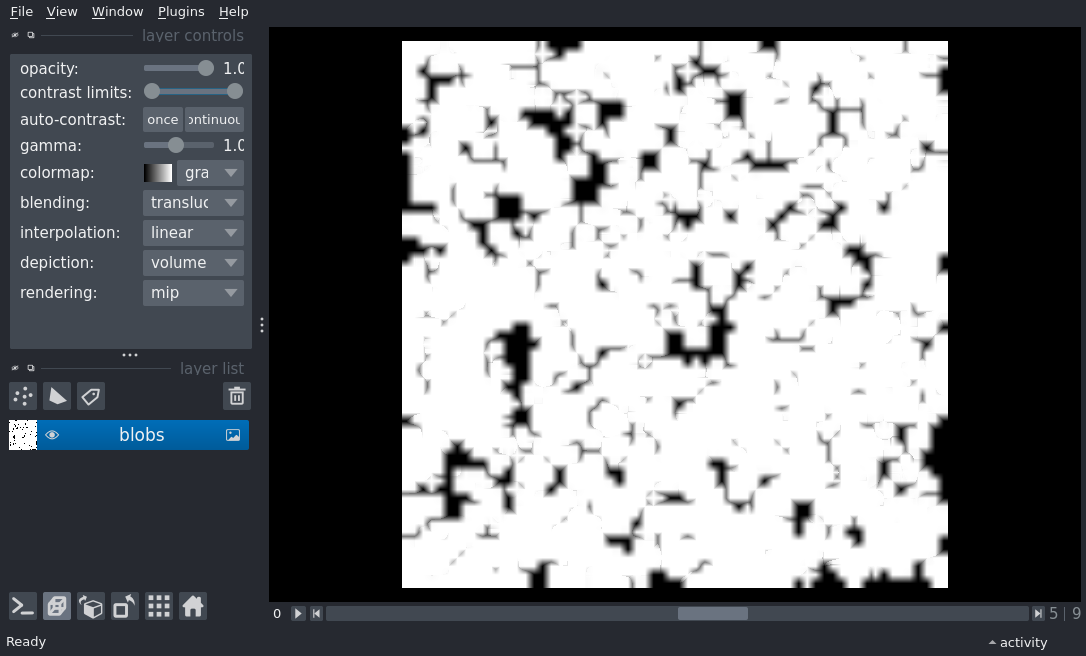 File View Window Plugins Help
layer controls
opacity: 1.0
contrast limits:
auto-contrast: once ontinuou
gamma: 1.0
colormap: gra
blending: transluc
interpolation: linear
depiction: volume
rendering: mip
layer list
blobs
0 5 | 9
Ready activity